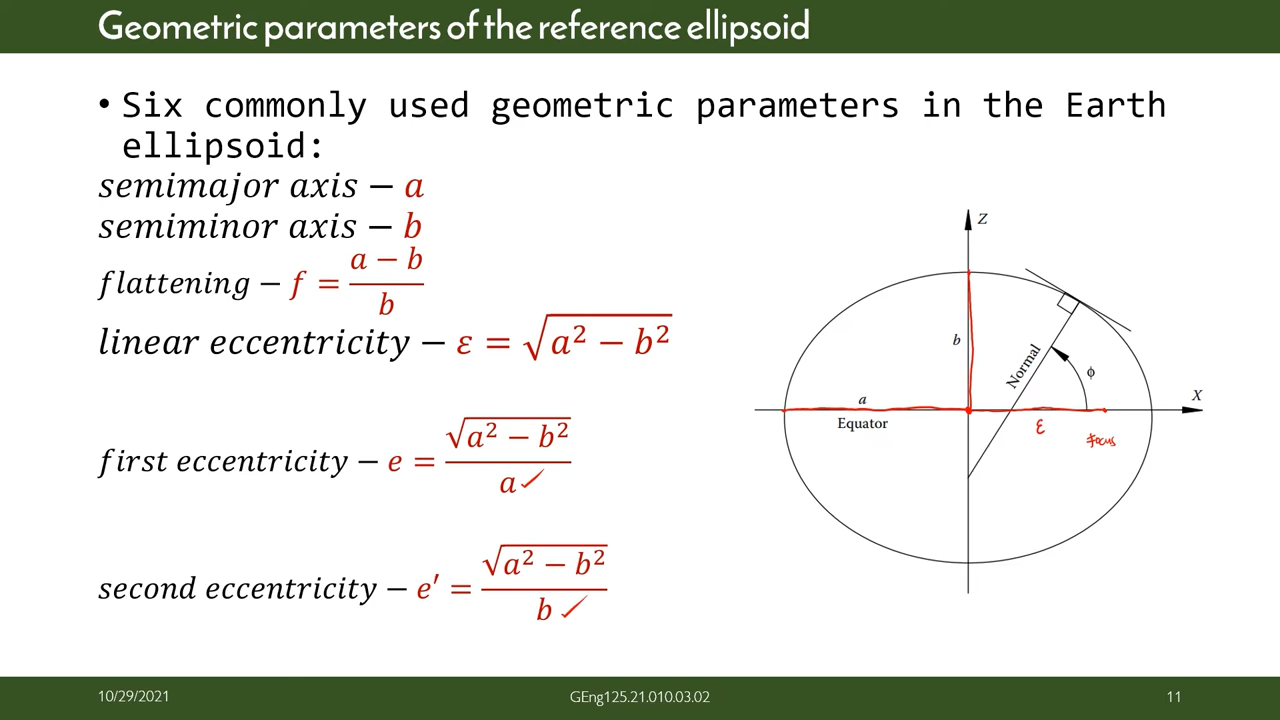 Geometric parameters of the reference ellipsoid
• Six commonly used geometric parameters in the Earth
ellipsoid:
semimajor axis − a
semiminor axis − b
flattening − f = (a − b)/b
linear eccentricity − ε = √(a² − b²)
first eccentricity − e = √(a² − b²)/a ✓
second eccentricity − e′ = √(a² − b²)/b ✓
Z
b
Normal
ϕ
X
a
Equator
ε
focus
10/29/2021
GEng125.21.010.03.02
11